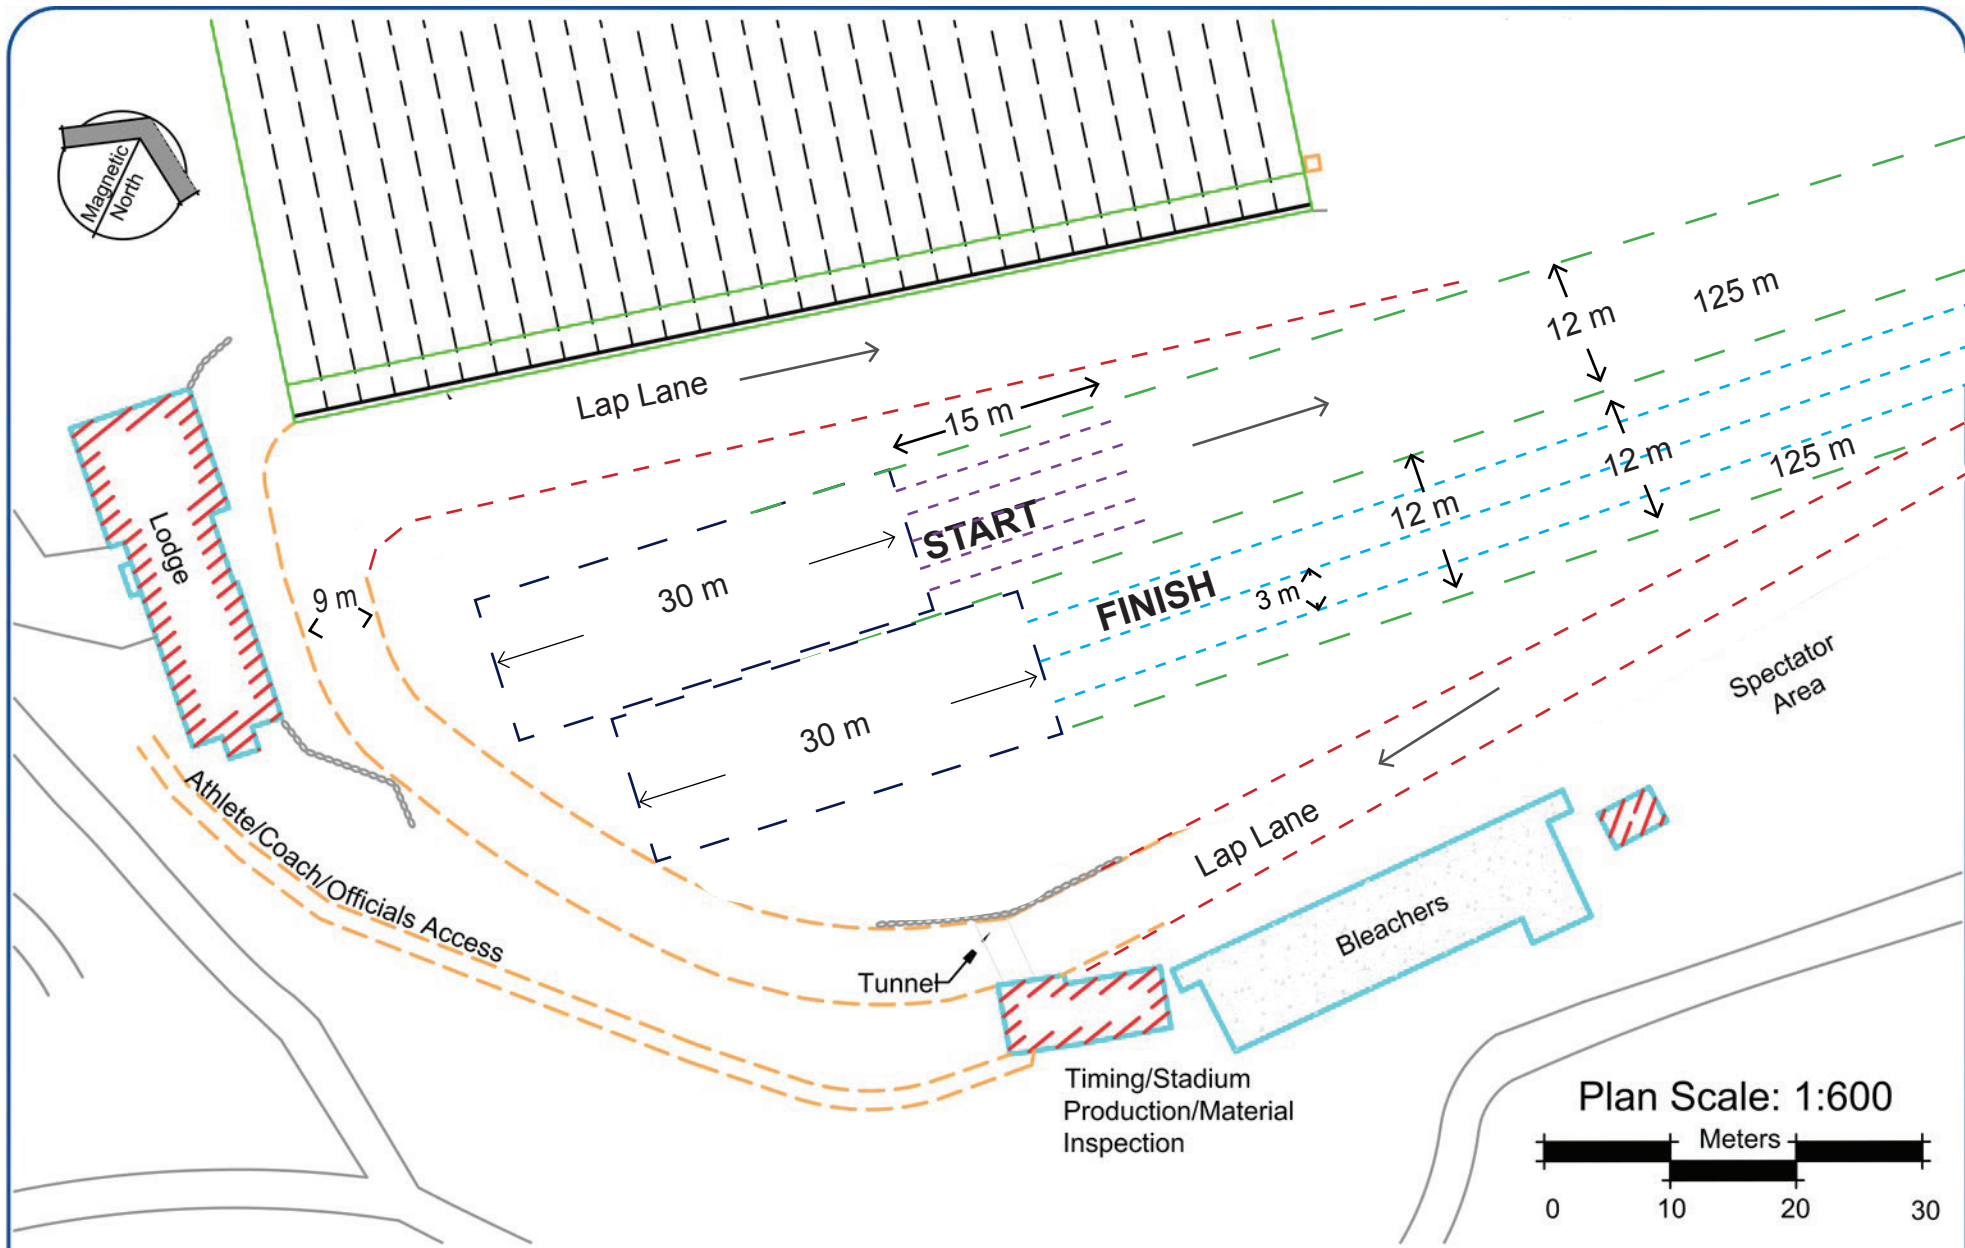 Magnetic
North
125 m
12 m
Lap Lane
15 m
12 m
125 m
12 m
START
Lodge
30 m
9 m
FINISH
3 m
Spectator
Area
30 m
Athlete/Coach/Officials Access
Lap Lane
Bleachers
Tunnel
Timing/Stadium
Production/Material
Inspection
Plan Scale: 1:600
Meters
0 10 20 30